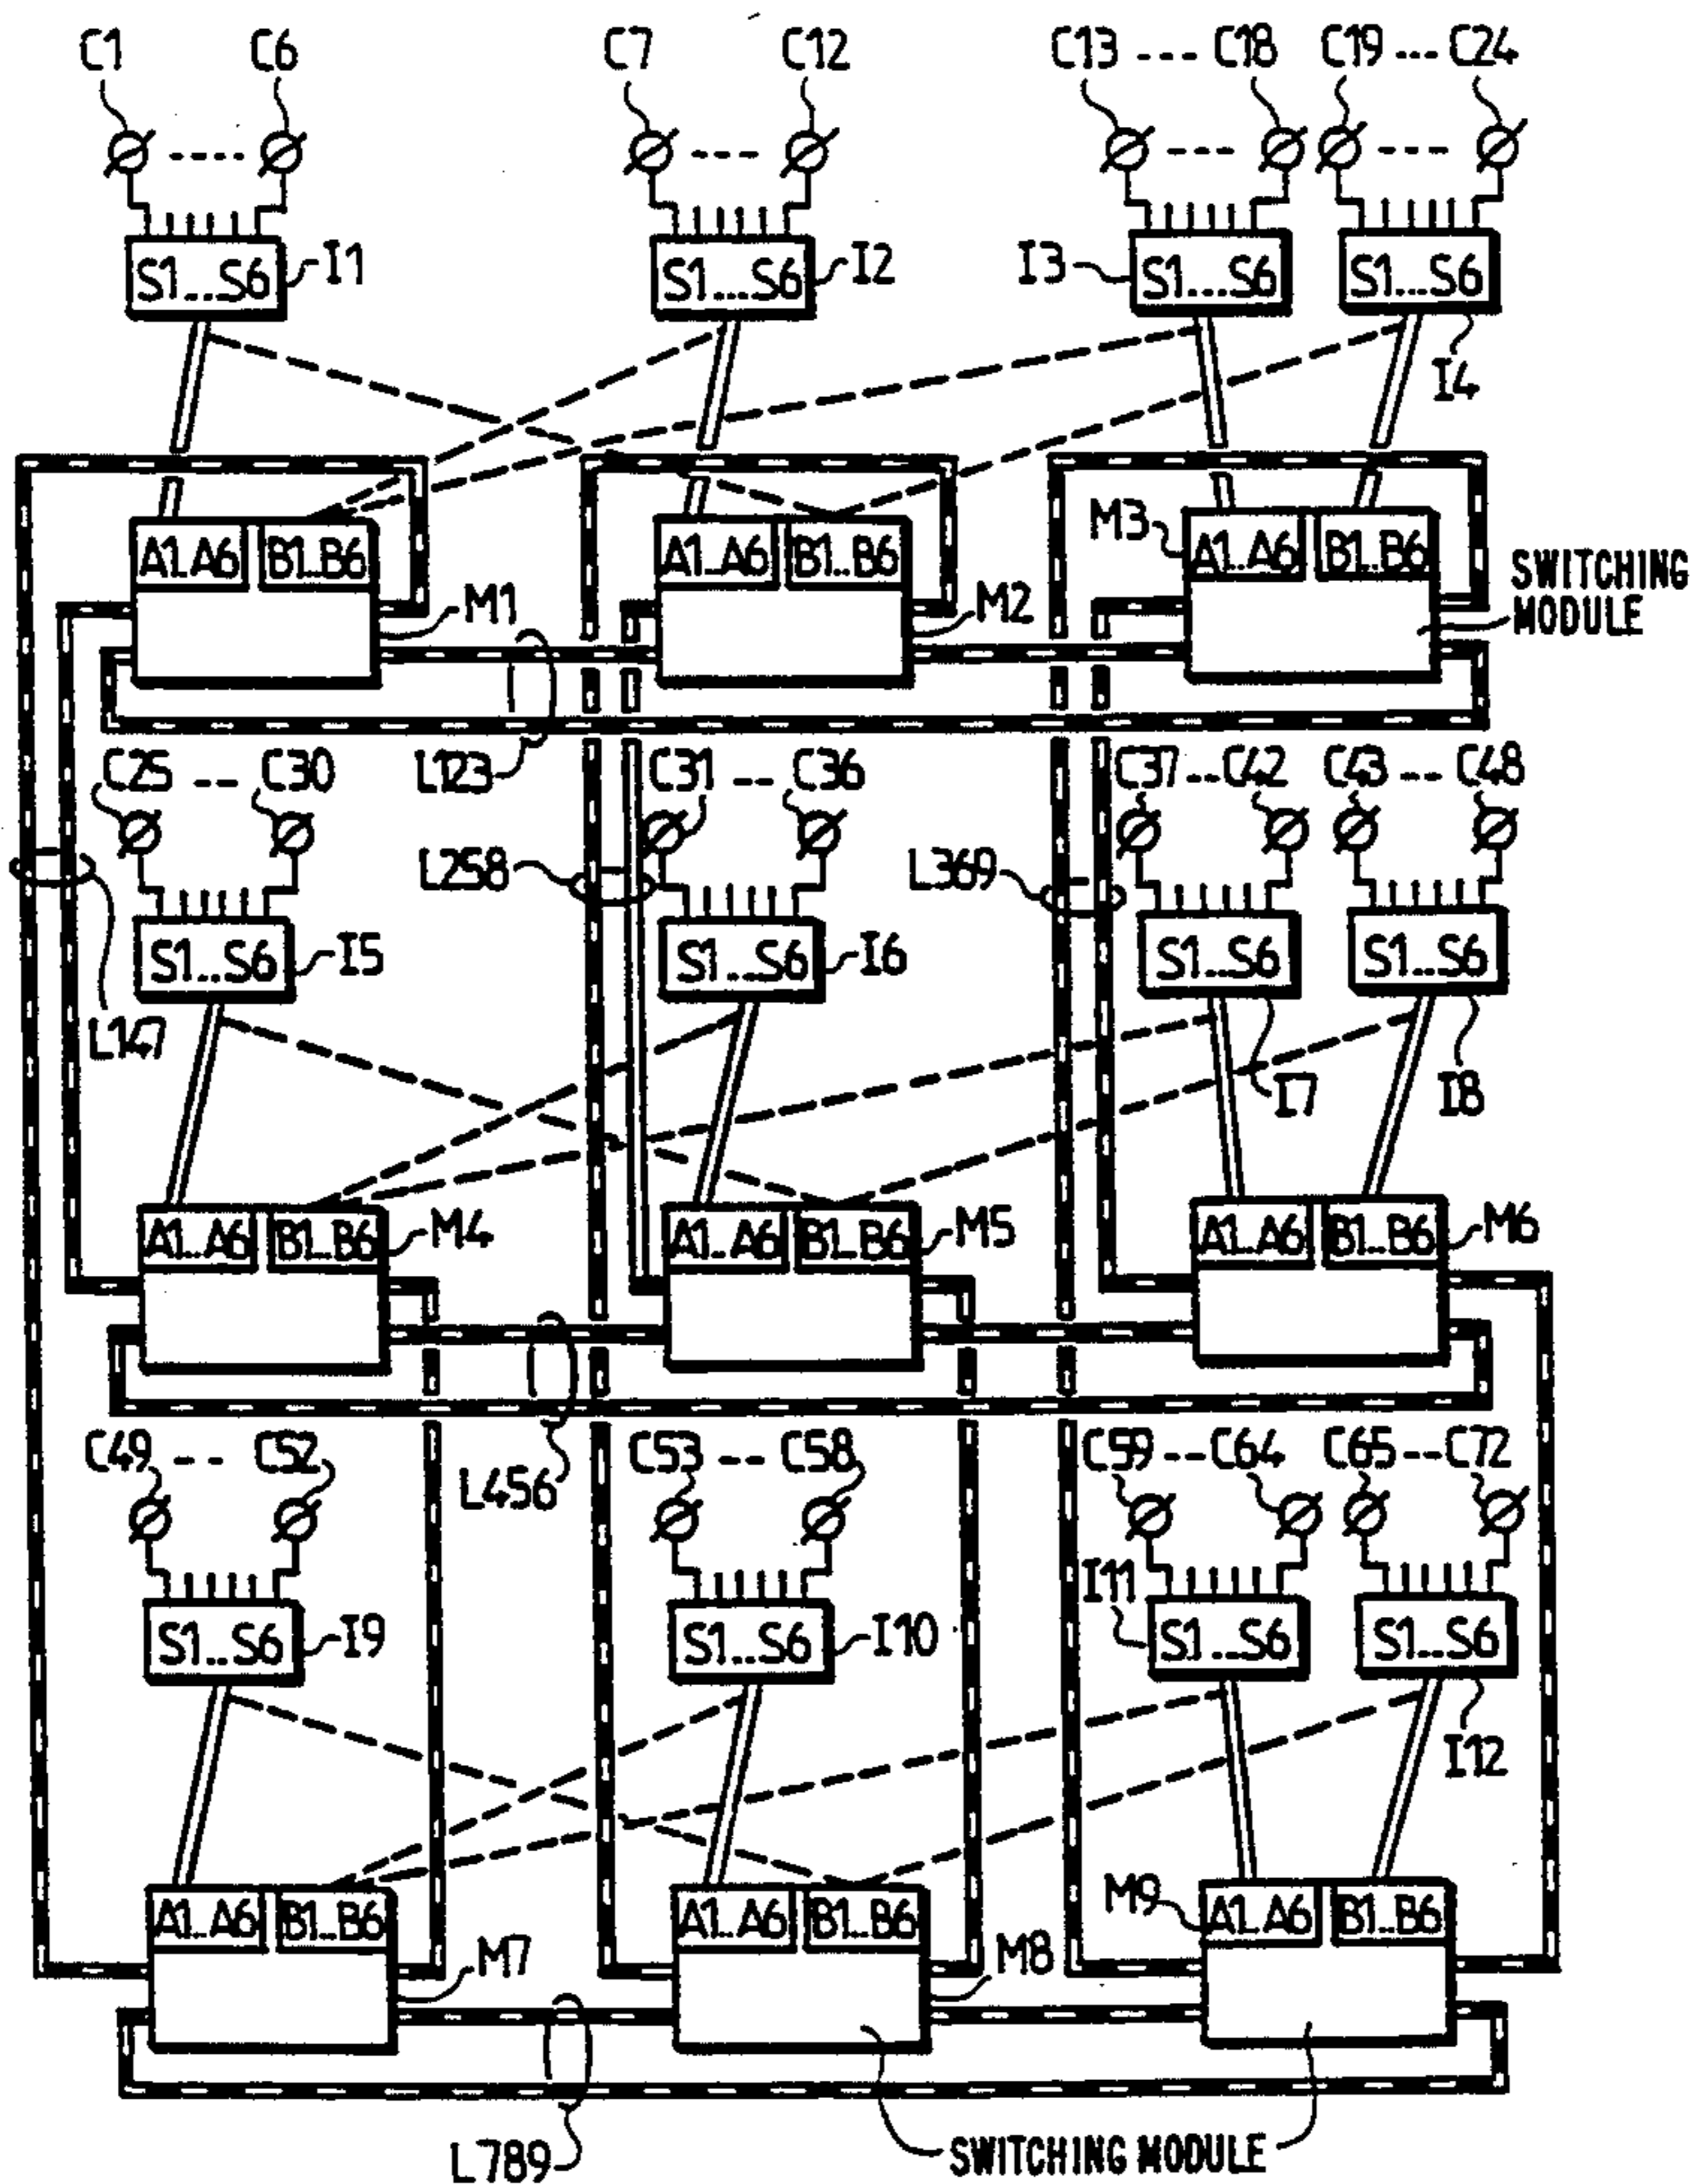 C1 C6 C7 C12 C13 ---- C18 C19 --- C24
S1...S6 I1 S1...S6 I2 I3 S1...S6 S1...S6
I4
A1..A6 B1..B6 A1..A6 B1..B6 M3 A1..A6 B1..B6
SWITCHING
MODULE
M1 M2
L123
C25 -- C30 C31 -- C36 C37 -- C42 C43 --- C48
L258 L369
S1...S6 I5 S1...S6 I6 S1...S6 S1...S6
L147
I7 I8
A1..A6 B1..B6 M4 A1..A6 B1..B6 M5 A1..A6 B1..B6 M6
C49 -- C52 C53 -- C58 C59 -- C64 C65 -- C72
L456
I11
S1...S6 I9 S1...S6 I10 S1...S6 S1...S6
I12
A1..A6 B1..B6 A1..A6 B1..B6 M9 A1..A6 B1..B6
M7 M8
L789
SWITCHING MODULE